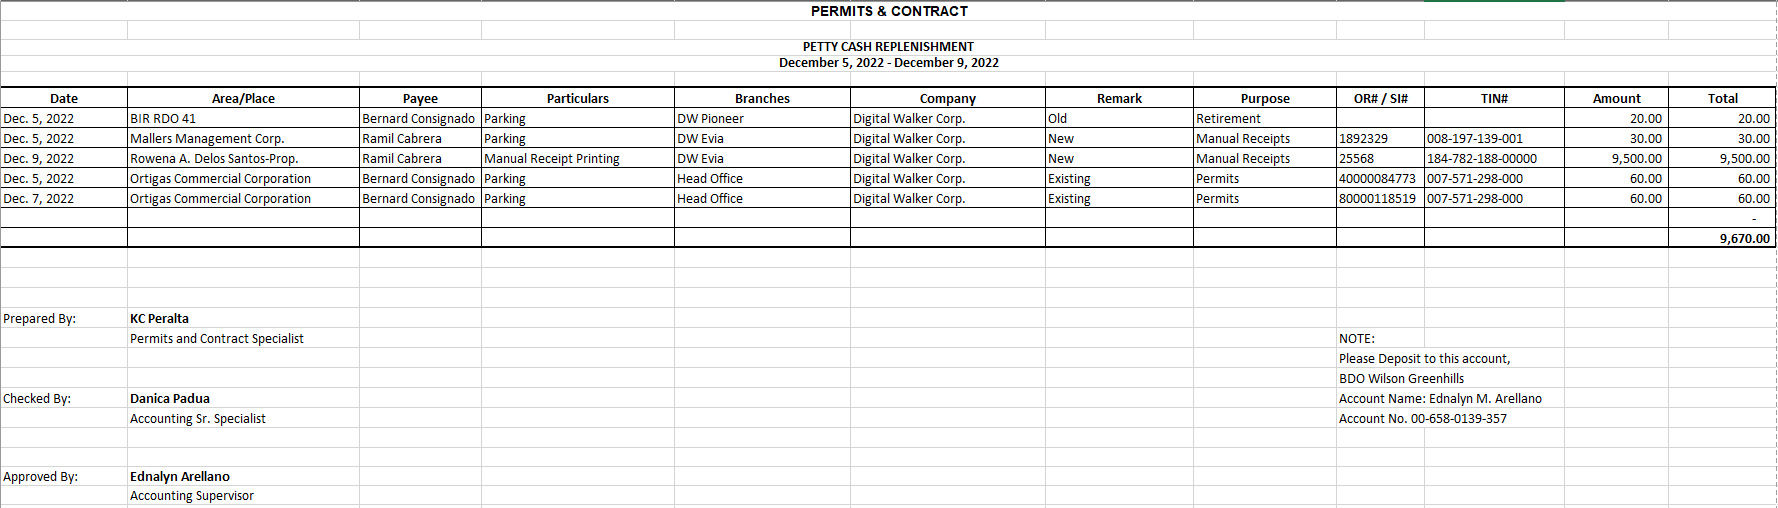 PERMITS & CONTRACT
PETTY CASH REPLENISHMENT
December 5, 2022 - December 9, 2022
Date Area/Place Payee Particulars Branches Company Remark Purpose OR# / SI# TIN# Amount Total
Dec. 5, 2022 BIR RDO 41 Bernard Consignado Parking DW Pioneer Digital Walker Corp. Old Retirement 20.00 20.00
Dec. 5, 2022 Mallers Management Corp. Ramil Cabrera Parking DW Evia Digital Walker Corp. New Manual Receipts 1892329 008-197-139-001 30.00 30.00
Dec. 9, 2022 Rowena A. Delos Santos-Prop. Ramil Cabrera Manual Receipt Printing DW Evia Digital Walker Corp. New Manual Receipts 25568 184-782-188-00000 9,500.00 9,500.00
Dec. 5, 2022 Ortigas Commercial Corporation Bernard Consignado Parking Head Office Digital Walker Corp. Existing Permits 40000084773 007-571-298-000 60.00 60.00
Dec. 7, 2022 Ortigas Commercial Corporation Bernard Consignado Parking Head Office Digital Walker Corp. Existing Permits 80000118519 007-571-298-000 60.00 60.00
-
9,670.00
Prepared By: KC Peralta
Permits and Contract Specialist
NOTE:
Please Deposit to this account,
BDO Wilson Greenhills
Checked By: Danica Padua
Account Name: Ednalyn M. Arellano
Accounting Sr. Specialist
Account No. 00-658-0139-357
Approved By: Ednalyn Arellano
Accounting Supervisor